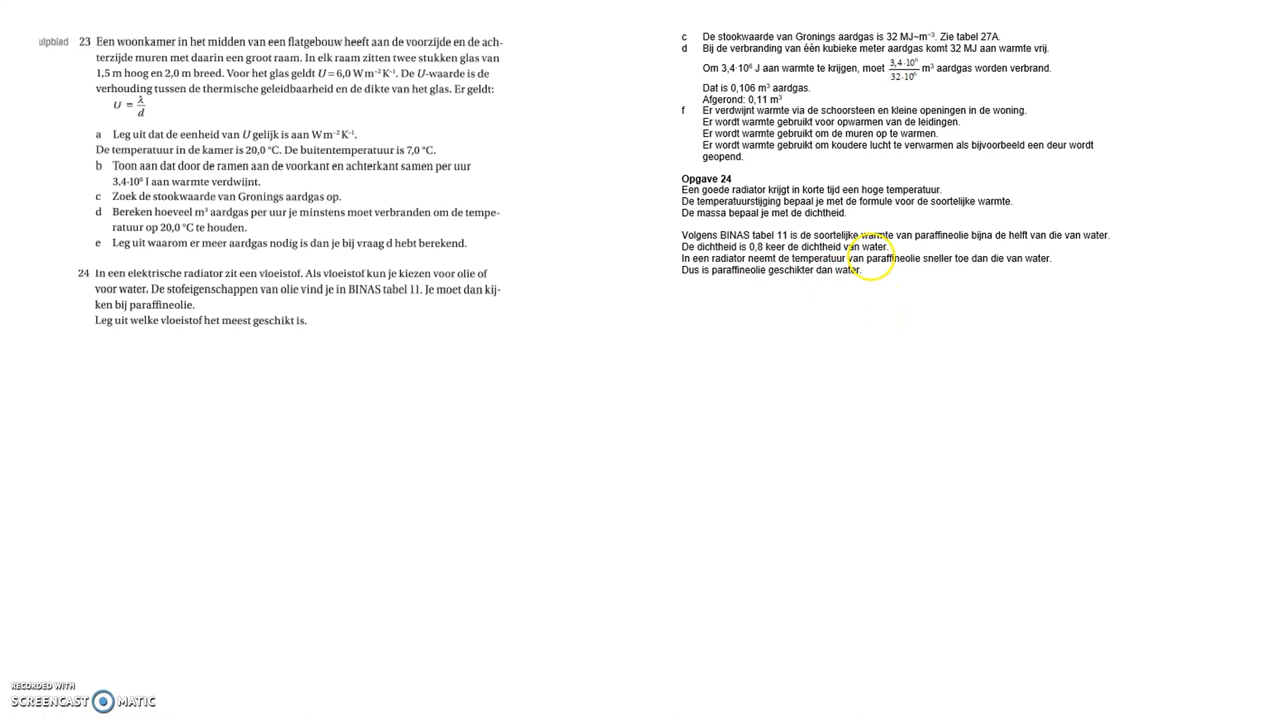 ulpblad 23 Een woonkamer in het midden van een flatgebouw heeft aan de voorzijde en de ach-
terzijde muren met daarin een groot raam. In elk raam zitten twee stukken glas van
1,5 m hoog en 2,0 m breed. Voor het glas geldt U = 6,0 W m⁻² K⁻¹. De U-waarde is de
verhouding tussen de thermische geleidbaarheid en de dikte van het glas. Er geldt:
U = λ/d
a Leg uit dat de eenheid van U gelijk is aan W m⁻² K⁻¹.
De temperatuur in de kamer is 20,0 °C. De buitentemperatuur is 7,0 °C.
b Toon aan dat door de ramen aan de voorkant en achterkant samen per uur
3.4·10⁶ J aan warmte verdwijnt.
c Zoek de stookwaarde van Gronings aardgas op.
d Bereken hoeveel m³ aardgas per uur je minstens moet verbranden om de tempe-
ratuur op 20,0 °C te houden.
e Leg uit waarom er meer aardgas nodig is dan je bij vraag d hebt berekend.
24 In een elektrische radiator zit een vloeistof. Als vloeistof kun je kiezen voor olie of
voor water. De stofeigenschappen van olie vind je in BINAS tabel 11. Je moet dan kij-
ken bij paraffineolie.
Leg uit welke vloeistof het meest geschikt is.
c De stookwaarde van Gronings aardgas is 32 MJ~m⁻³. Zie tabel 27A.
d Bij de verbranding van één kubieke meter aardgas komt 32 MJ aan warmte vrij.
Om 3,4·10⁶ J aan warmte te krijgen, moet 3,4·10⁶/32·10⁶ m³ aardgas worden verbrand.
Dat is 0,106 m³ aardgas.
Afgerond: 0,11 m³
f Er verdwijnt warmte via de schoorsteen en kleine openingen in de woning.
Er wordt warmte gebruikt voor opwarmen van de leidingen.
Er wordt warmte gebruikt om de muren op te warmen.
Er wordt warmte gebruikt om koudere lucht te verwarmen als bijvoorbeeld een deur wordt
geopend.
Opgave 24
Een goede radiator krijgt in korte tijd een hoge temperatuur.
De temperatuurstijging bepaal je met de formule voor de soortelijke warmte.
De massa bepaal je met de dichtheid.
Volgens BINAS tabel 11 is de soortelijke warmte van paraffineolie bijna de helft van die van water.
De dichtheid is 0,8 keer de dichtheid van water.
In een radiator neemt de temperatuur van paraffineolie sneller toe dan die van water.
Dus is paraffineolie geschikter dan water.
RECORDED WITH
SCREENCAST MATIC